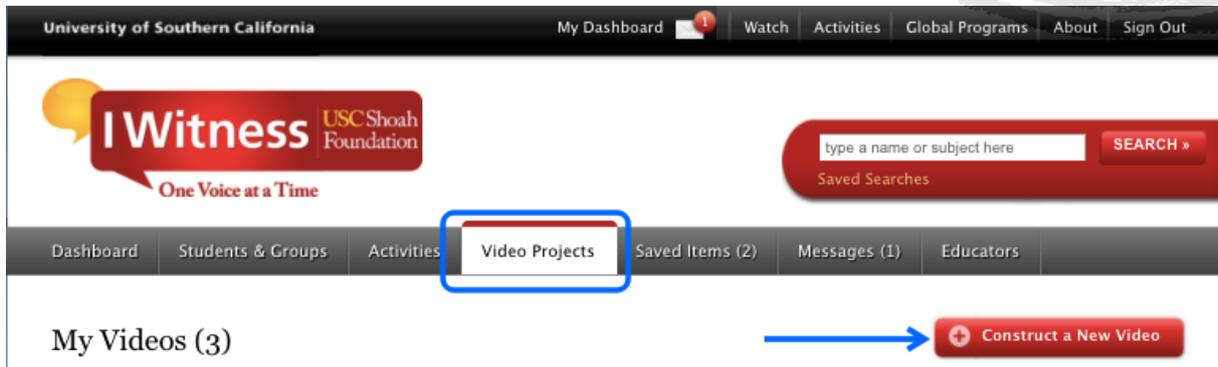 University of Southern California My Dashboard 1 Watch Activities Global Programs About Sign Out
IWitness USC Shoah Foundation
One Voice at a Time
type a name or subject here SEARCH »
Saved Searches
Dashboard Students & Groups Activities Video Projects Saved Items (2) Messages (1) Educators
My Videos (3) Construct a New Video